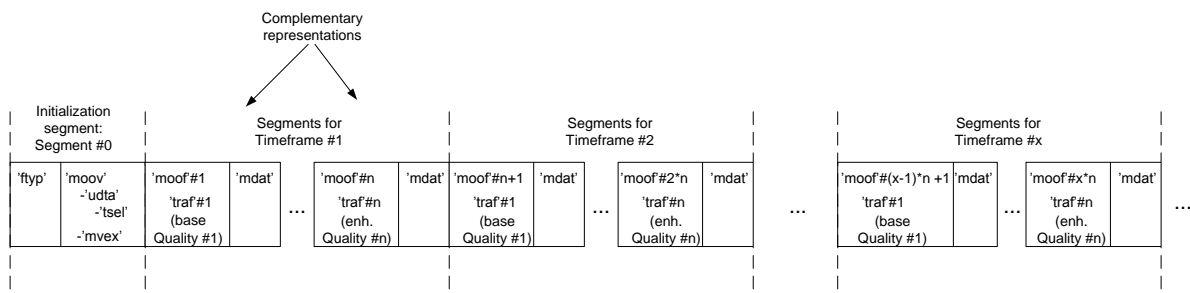 Complementary
representations
Initialization
segment:
Segment #0
Segments for
Timeframe #1
Segments for
Timeframe #2
Segments for
Timeframe #x
'ftyp'
'moov'
-'udta'
-'tsel'
-'mvex'
'moof'#1
'traf'#1
(base
Quality #1)
'mdat'
...
'moof'#n
'traf'#n
(enh.
Quality #n)
'mdat'
'moof'#n+1
'traf'#1
(base
Quality #1)
'mdat'
...
'moof'#2*n
'traf'#n
(enh.
Quality #n)
'mdat'
...
'moof'#(x-1)*n +1
'traf'#1
(base
Quality #1)
'mdat'
...
'moof'#x*n
'traf'#n
(enh.
Quality #n)
'mdat'
...